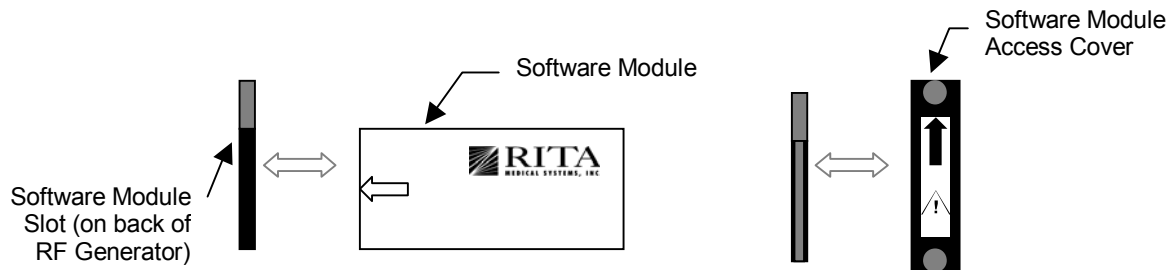 Software Module
Access Cover
Software Module
RITA
MEDICAL SYSTEMS, INC
Software Module
Slot (on back of
RF Generator)
!